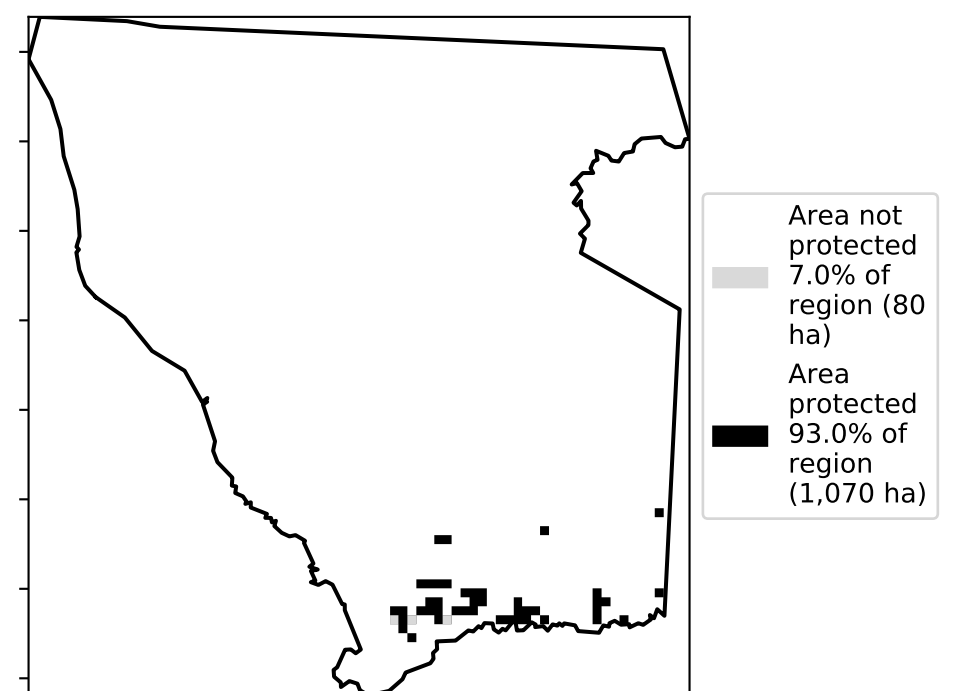 Area not
protected
7.0% of
region (80
ha)
Area
protected
93.0% of
region
(1,070 ha)